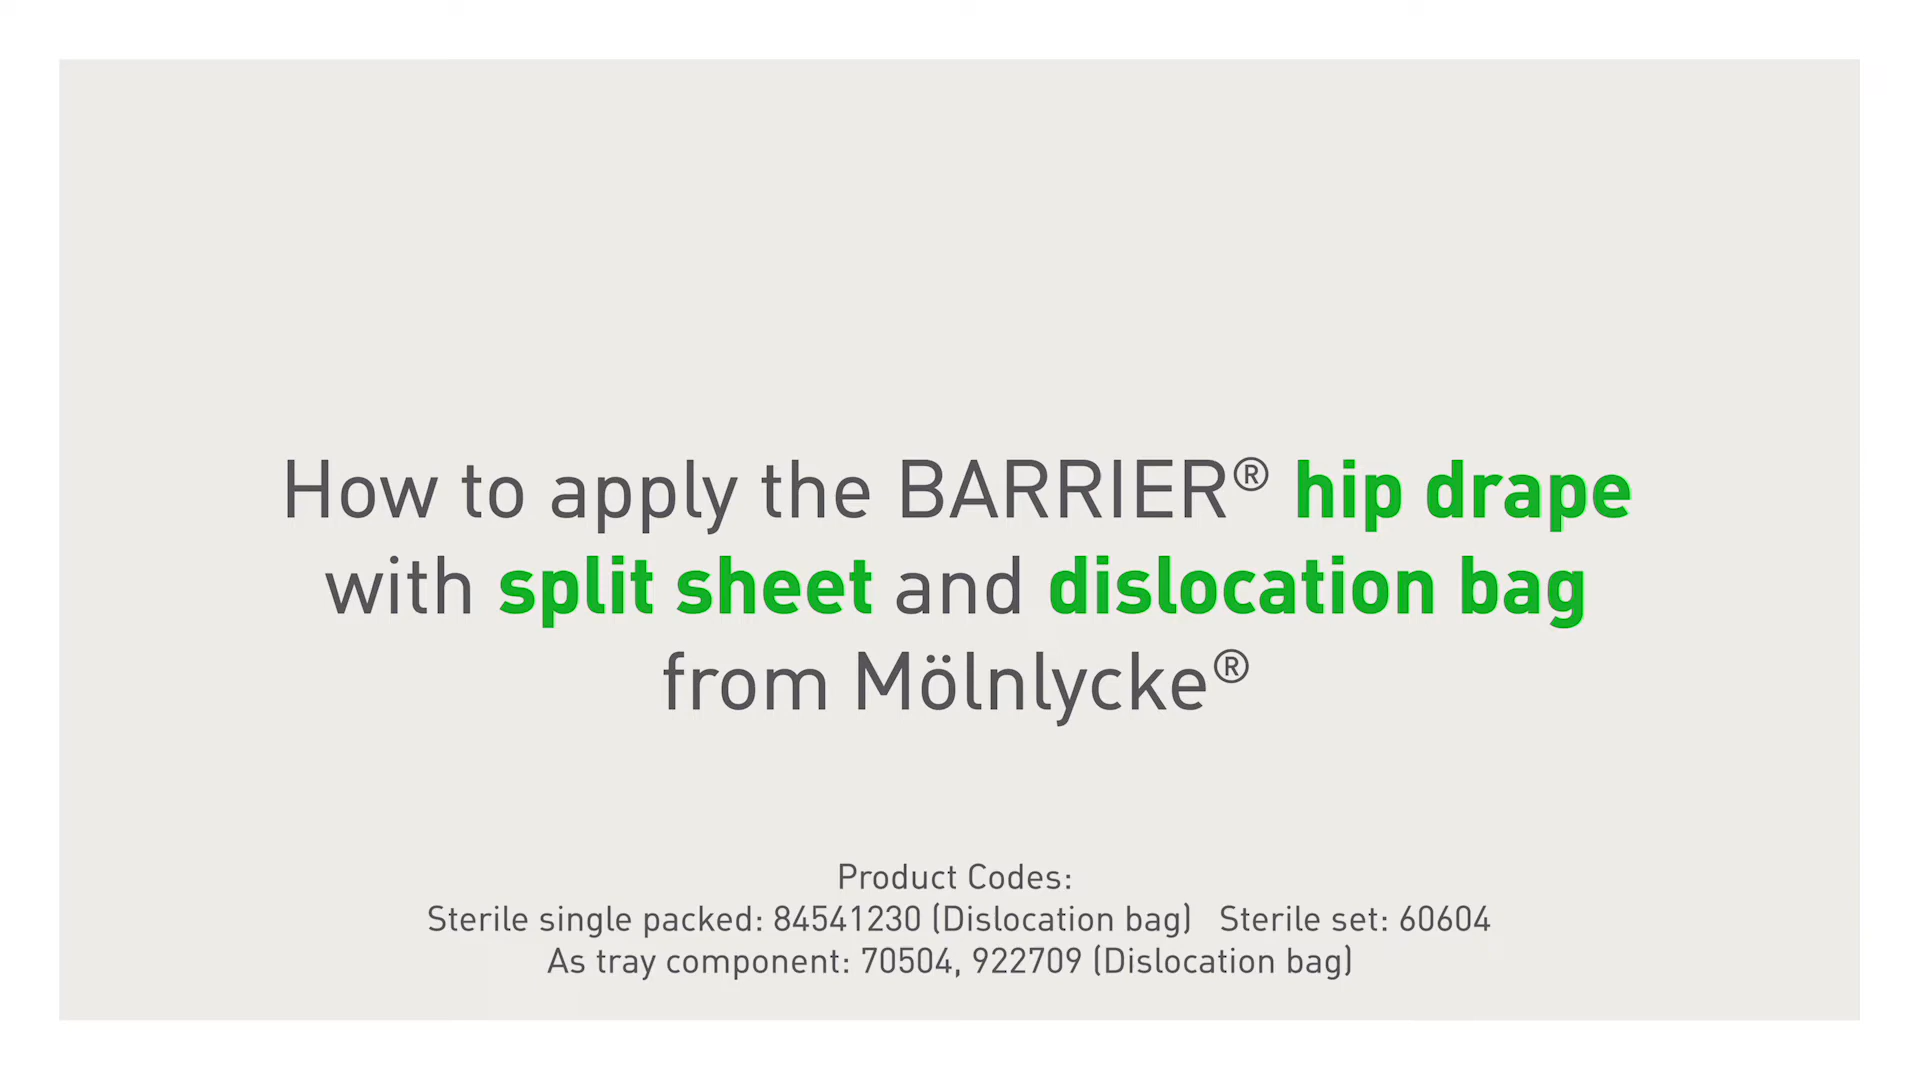 How to apply the BARRIER® hip drape
with split sheet and dislocation bag
from Mölnlycke®
Product Codes:
Sterile single packed: 84541230 (Dislocation bag) Sterile set: 60604
As tray component: 70504, 922709 (Dislocation bag)